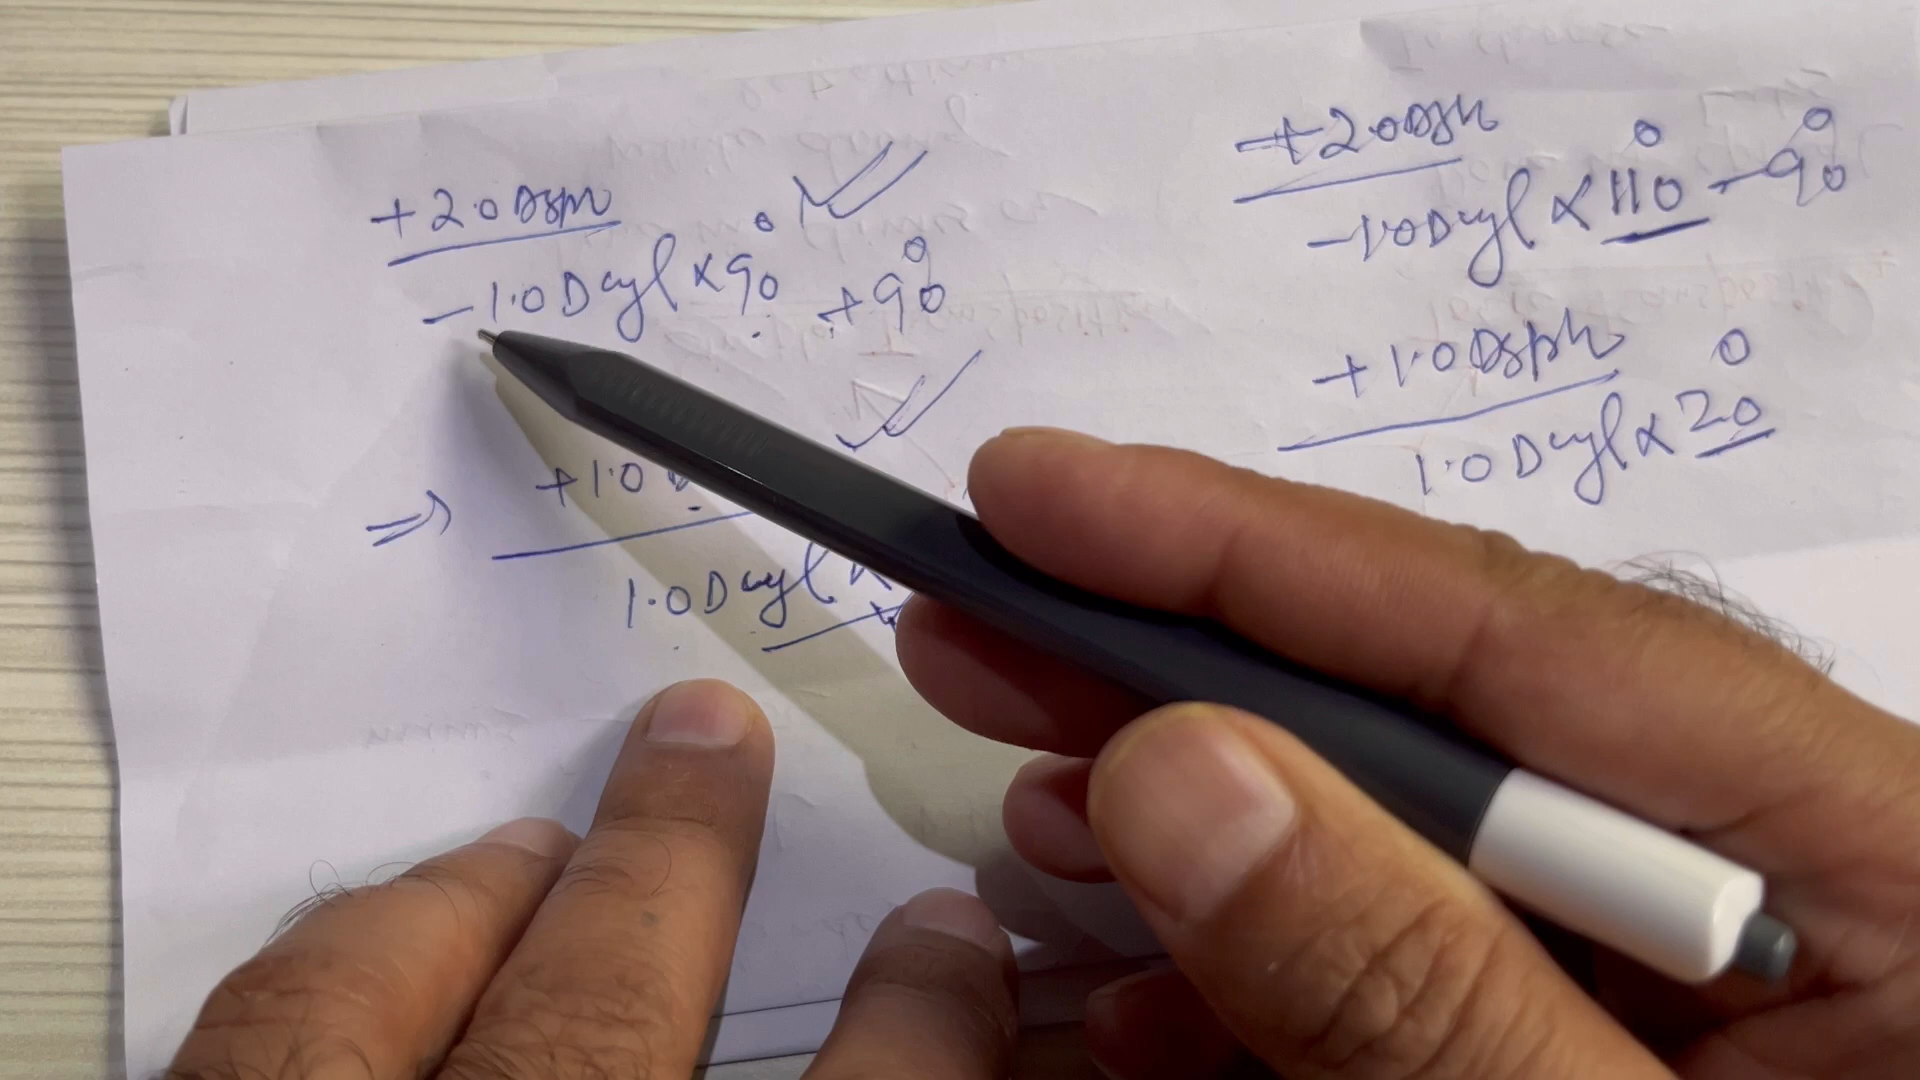 +2.0Dsph
-1.0Dcyl x 90° +90°
⇒ +1.0 D
1.0Dcyl x
+2.0Dsph
-1.0Dcyl x 110° - 90°
+1.0Dsph
1.0Dcyl x 20°